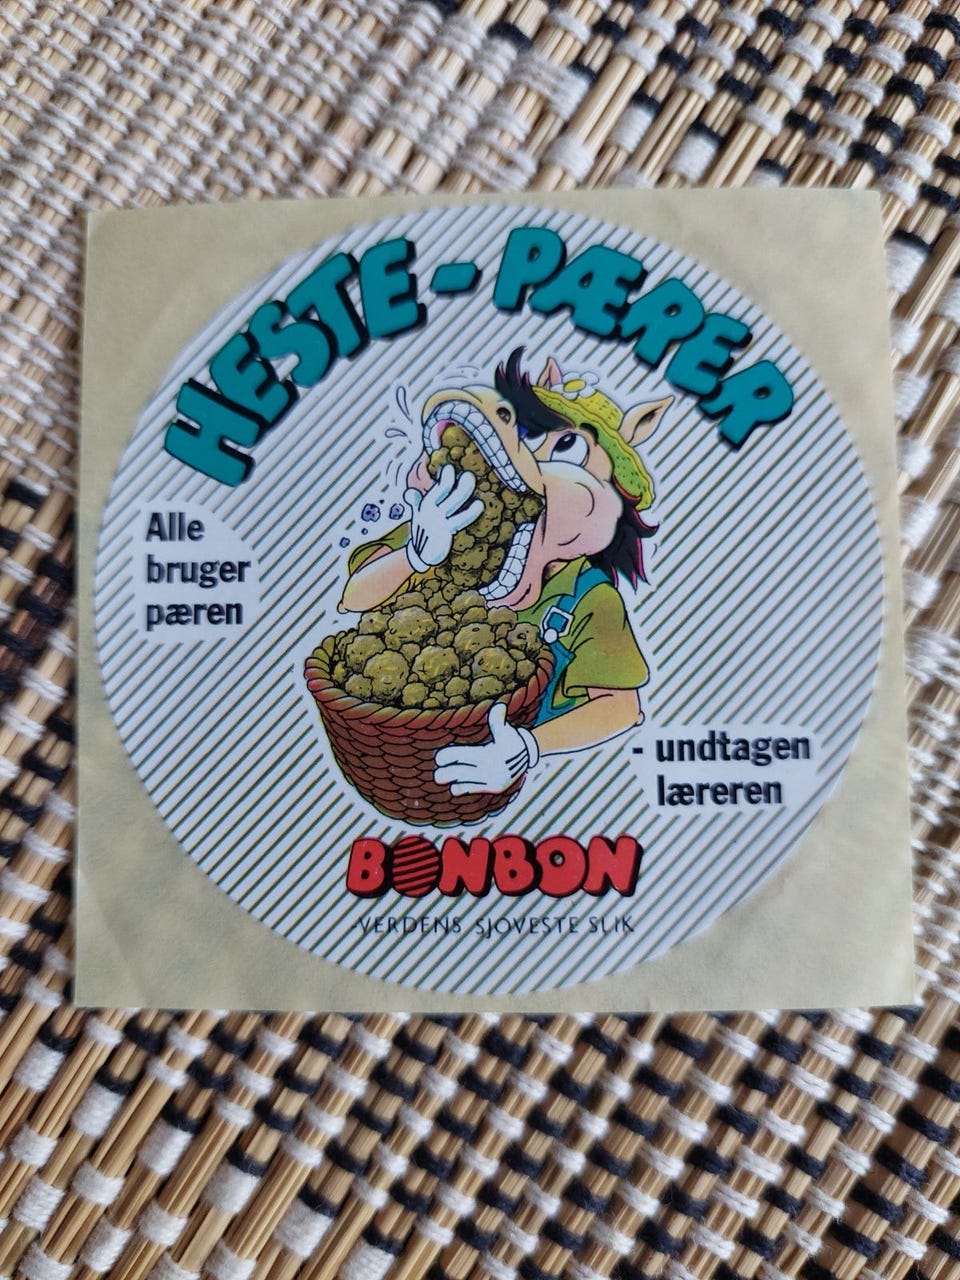 HESTE-PÆRER
Alle
bruger
pæren
- undtagen
læreren
BONBON
VERDENS SJOVESTE SLIK